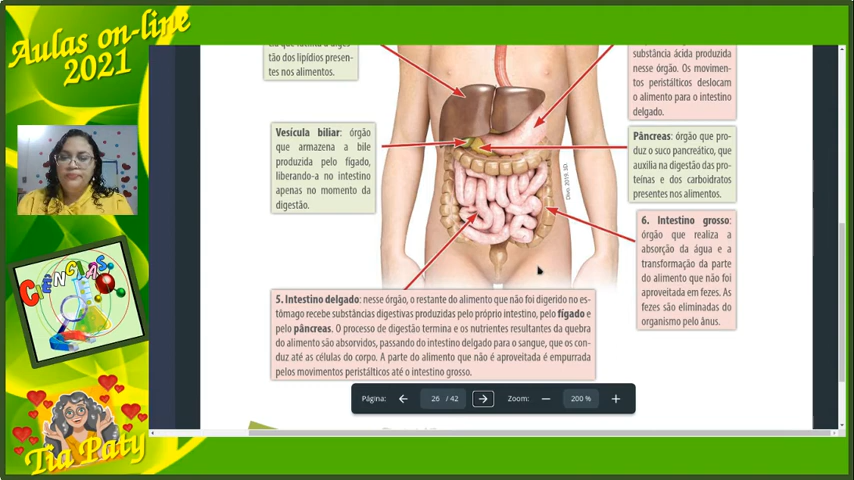 Aulas on-line
2021
tão dos lipídios presen-
tes nos alimentos.
substância ácida produzida
nesse órgão. Os movimen-
tos peristálticos deslocam
o alimento para o intestino
delgado.
Vesícula biliar: órgão
que armazena a bile
produzida pelo fígado,
liberando-a no intestino
apenas no momento da
digestão.
Pâncreas: órgão que pro-
duz o suco pancreático, que
auxilia na digestão das pro-
teínas e dos carboidratos
presentes nos alimentos.
Divo. 2019. 3D.
6. Intestino grosso:
órgão que realiza a
absorção da água e a
transformação da parte
do alimento que não foi
aproveitada em fezes. As
fezes são eliminadas do
organismo pelo ânus.
5. Intestino delgado: nesse órgão, o restante do alimento que não foi digerido no es-
tômago recebe substâncias digestivas produzidas pelo próprio intestino, pelo fígado e
pelo pâncreas. O processo de digestão termina e os nutrientes resultantes da quebra
do alimento são absorvidos, passando do intestino delgado para o sangue, que os con-
duz até as células do corpo. A parte do alimento que não é aproveitada é empurrada
pelos movimentos peristálticos até o intestino grosso.
CIÊNCIAS
Tia Paty
Página: 26 / 42 Zoom: 200 %